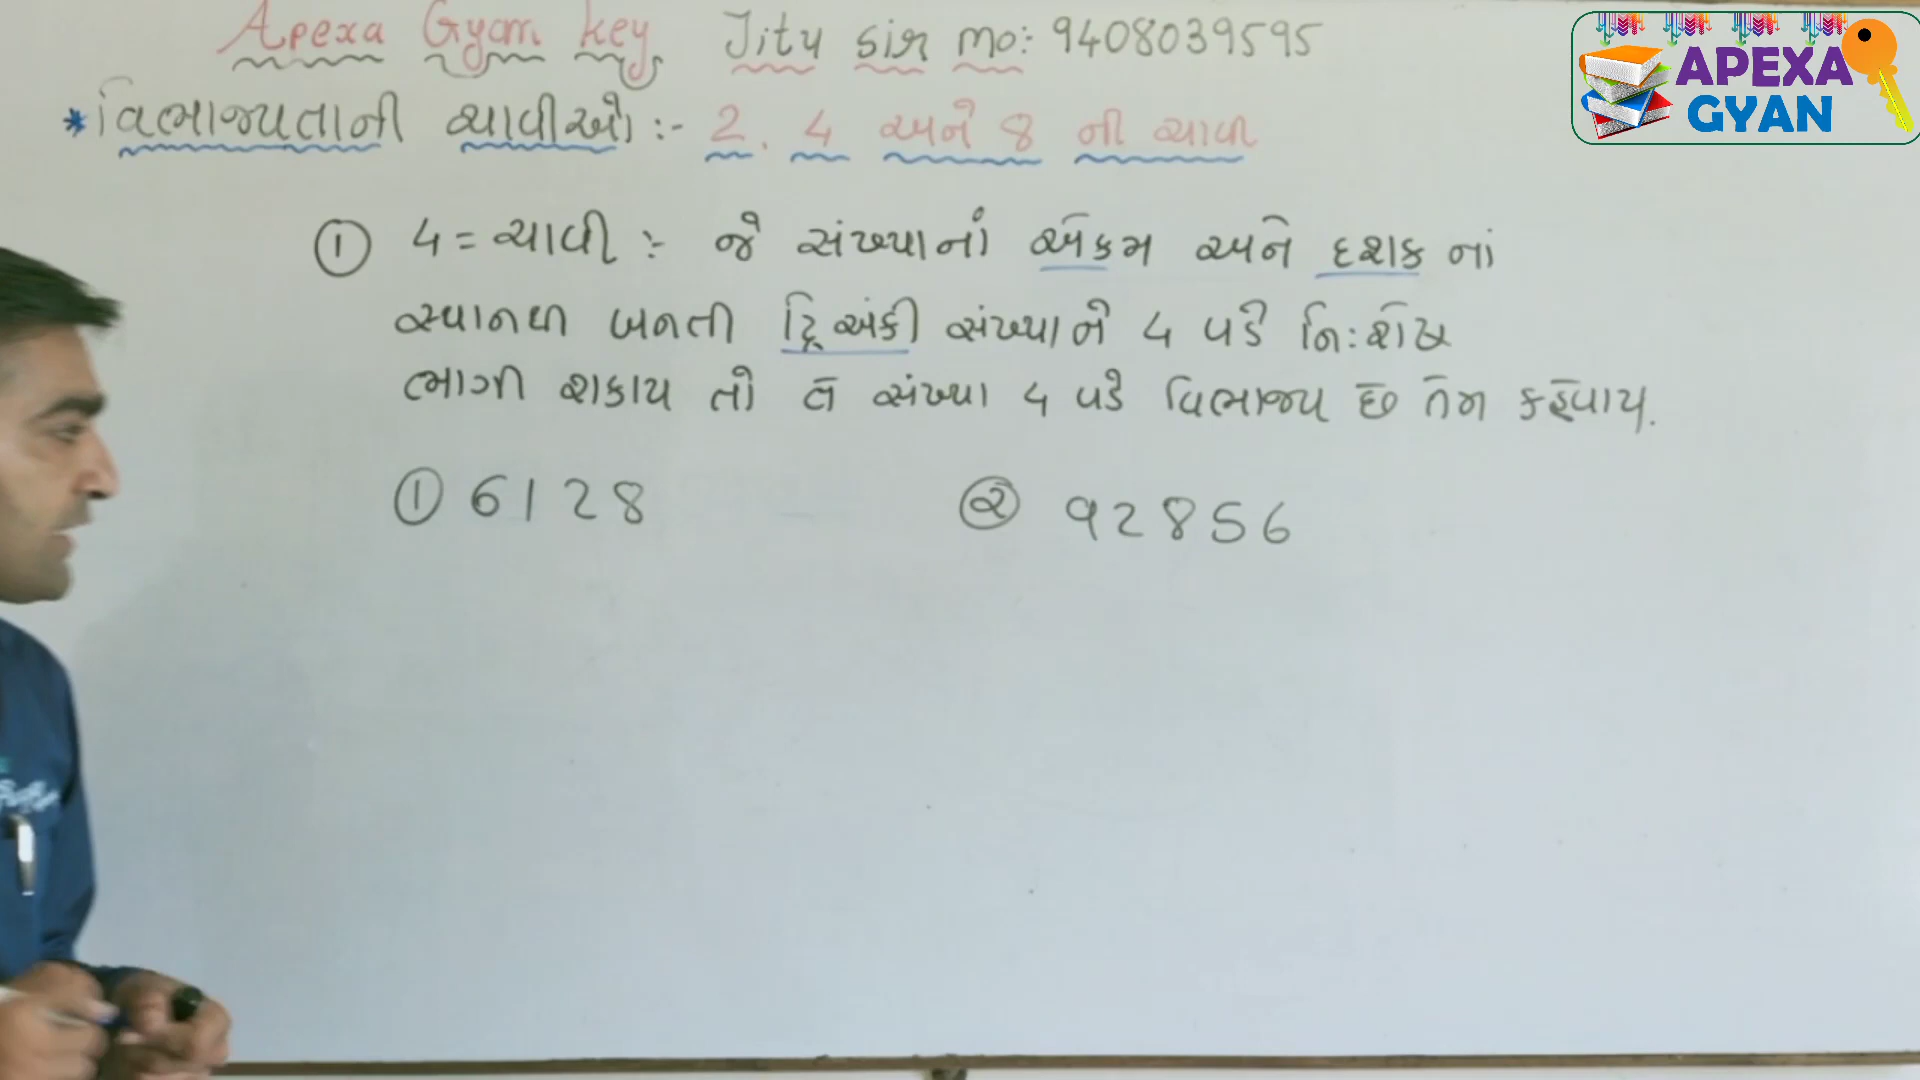 Apexa Gyan key Jitu sir mo: 9408039595
APEXA
GYAN
* વિભાજ્યતાની ચાવીઓ :- 2, 4 અને 8 ની ચાવી
① 4 = ચાવી :- જે સંખ્યાનાં એકમ અને દશક નાં
સ્થાનથી બનતી દ્વિઅંકી સંખ્યાને 4 વડે નિ:શેષ
ભાગી શકાય તો તે સંખ્યા 4 વડે વિભાજ્ય છે તેમ કહેવાય.
① 6128 ② 92856